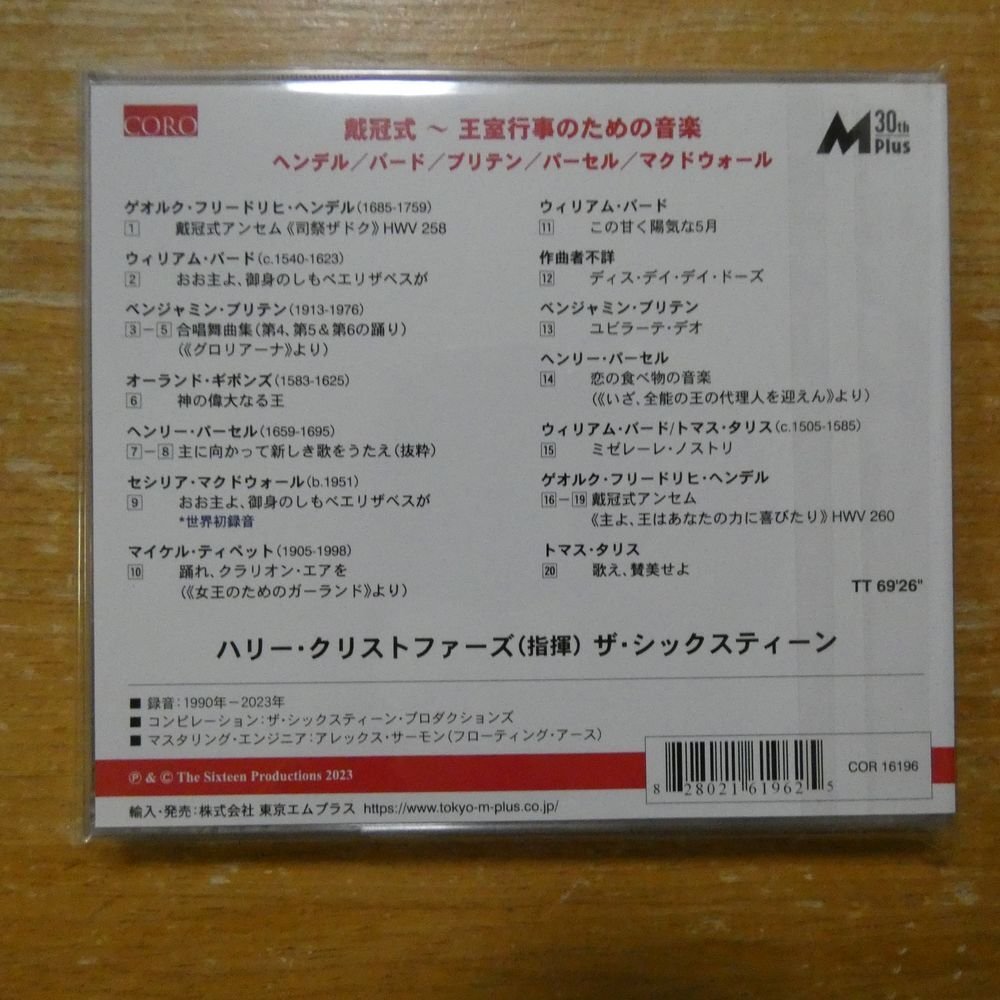 CORO
戴冠式 ～ 王室行事のための音楽
ヘンデル／バード／ブリテン／パーセル／マクドウォール
M 30th Plus
ゲオルク・フリードリヒ・ヘンデル(1685-1759)
1 戴冠式アンセム《司祭ザドク》HWV 258
ウィリアム・バード(c.1540-1623)
2 おお主よ、御身のしもべエリザベスが
ベンジャミン・ブリテン(1913-1976)
3－5 合唱舞曲集(第4、第5＆第6の踊り)
(《グロリアーナ》より)
オーランド・ギボンズ(1583-1625)
6 神の偉大なる王
ヘンリー・パーセル(1659-1695)
7－8 主に向かって新しき歌をうたえ(抜粋)
セシリア・マクドウォール(b.1951)
9 おお主よ、御身のしもべエリザベスが
*世界初録音
マイケル・ティペット(1905-1998)
10 踊れ、クラリオン・エアを
(《女王のためのガーランド》より)
ウィリアム・バード
11 この甘く陽気な5月
作曲者不詳
12 ディス・デイ・デイ・ドーズ
ベンジャミン・ブリテン
13 ユビラーテ・デオ
ヘンリー・パーセル
14 恋の食べ物の音楽
(《いざ、全能の王の代理人を迎えん》より)
ウィリアム・バード/トマス・タリス(c.1505-1585)
15 ミゼレーレ・ノストリ
ゲオルク・フリードリヒ・ヘンデル
16－19 戴冠式アンセム
《主よ、王はあなたの力に喜びたり》HWV 260
トマス・タリス
20 歌え、賛美せよ
TT 69'26"
ハリー・クリストファーズ(指揮) ザ・シックスティーン
■ 録音：1990年－2023年
■ コンピレーション：ザ・シックスティーン・プロダクションズ
■ マスタリング・エンジニア：アレックス・サーモン(フローティング・アース)
℗ & © The Sixteen Productions 2023
8 28021 61962 5
COR 16196
輸入・発売：株式会社 東京エムプラス https://www.tokyo-m-plus.co.jp/